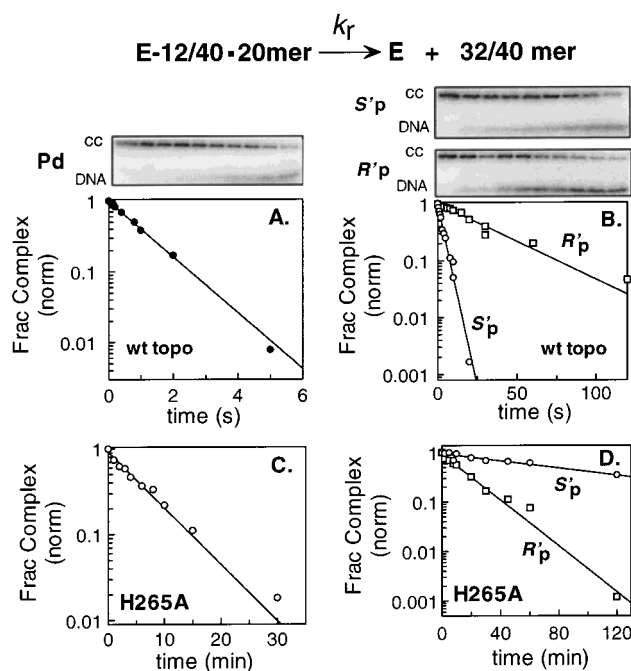 k_r
E-12/40 ▪ 20mer → E + 32/40 mer
Pd
CC
DNA
S'p
CC
DNA
R'p
CC
DNA
A.
Frac Complex
(norm)
1
0.1
0.01
wt topo
0 2 4 6
time (s)
B.
Frac Complex
(norm)
1
0.1
0.01
0.001
R'p
S'p
wt topo
0 50 100
time (s)
C.
Frac Complex
(norm)
1
0.1
0.01
H265A
0 10 20 30
time (min)
D.
Frac Complex
(norm)
1
0.1
0.01
0.001
S'p
R'p
H265A
0 40 80 120
time (min)